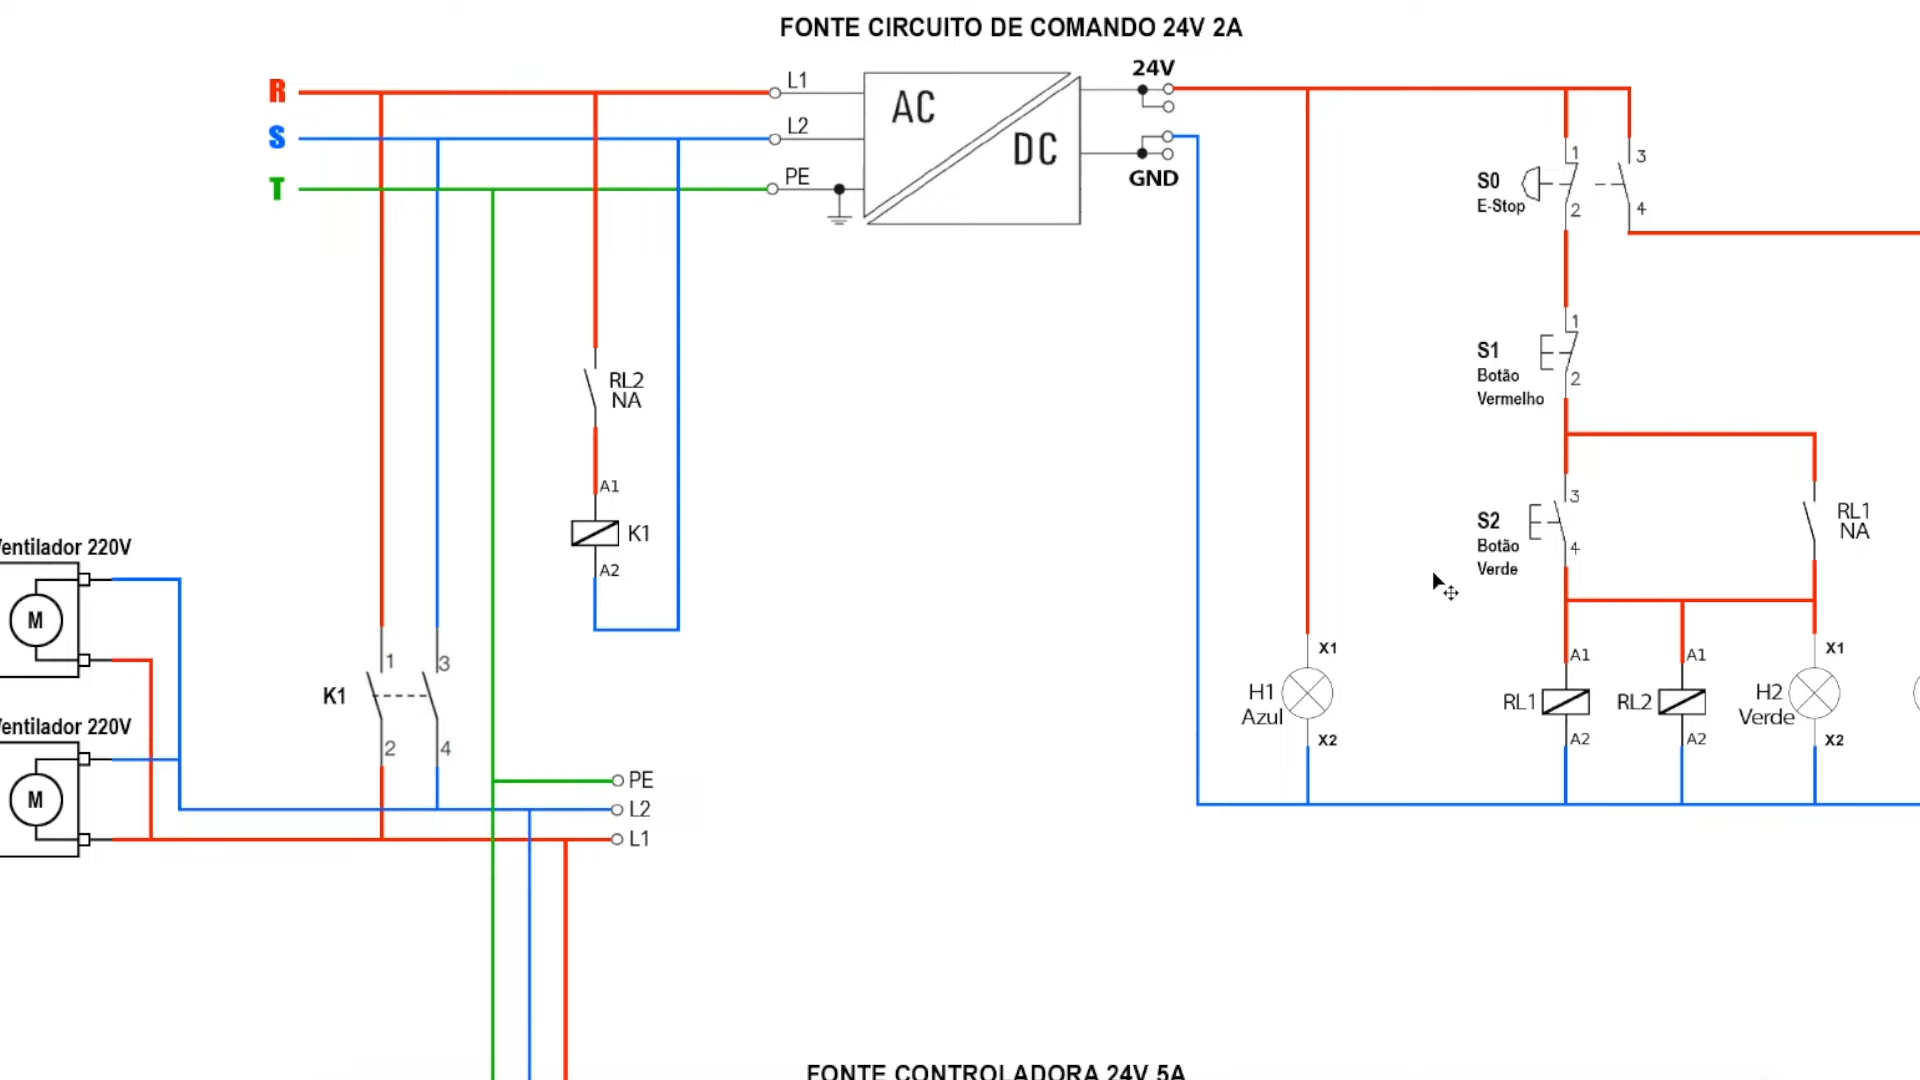 FONTE CIRCUITO DE COMANDO 24V 2A
R
S
T
L1
L2
PE
AC
DC
24V
GND
S0
E-Stop
1
2
3
4
S1
Botão
Vermelho
1
2
S2
Botão
Verde
3
4
RL1
NA
RL2
NA
A1
K1
A2
K1
1
3
2
4
entilador 220V
M
entilador 220V
M
PE
L2
L1
H1
Azul
X1
X2
RL1
A1
A2
RL2
A1
A2
H2
Verde
X1
X2
FONTE CONTROLADORA 24V 5A